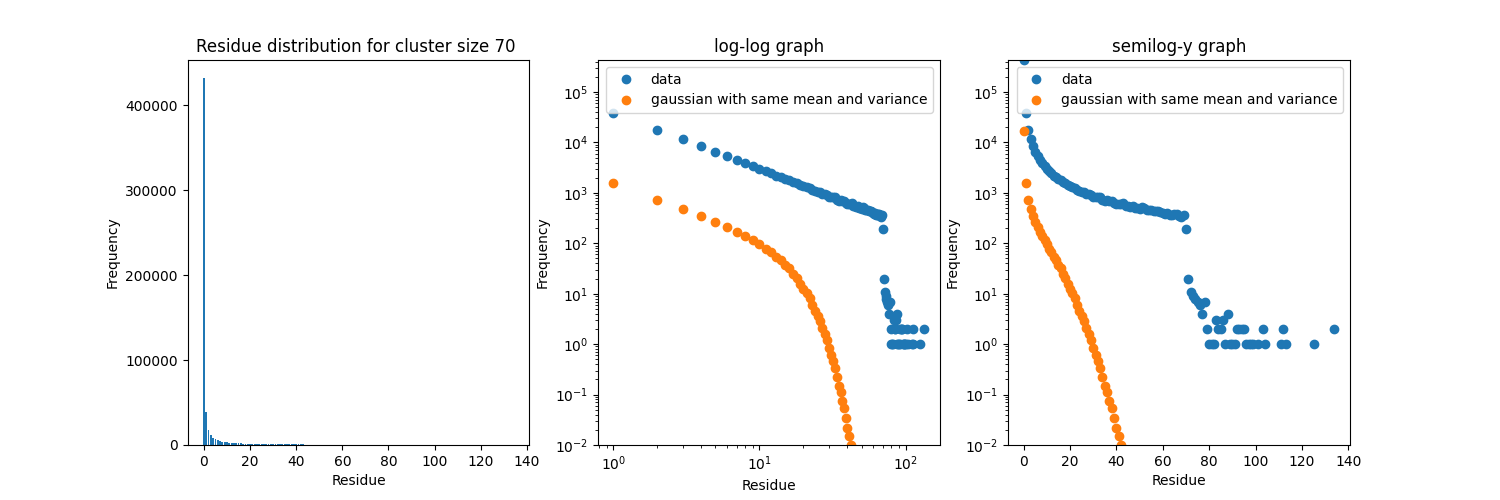 Residue distribution for cluster size 70
Frequency
400000
300000
200000
100000
0
0 20 40 60 80 100 120 140
Residue
log-log graph
data
gaussian with same mean and variance
Frequency
10^5
10^4
10^3
10^2
10^1
10^0
10^-1
10^-2
10^0 10^1 10^2
Residue
semilog-y graph
data
gaussian with same mean and variance
Frequency
10^5
10^4
10^3
10^2
10^1
10^0
10^-1
10^-2
0 20 40 60 80 100 120 140
Residue